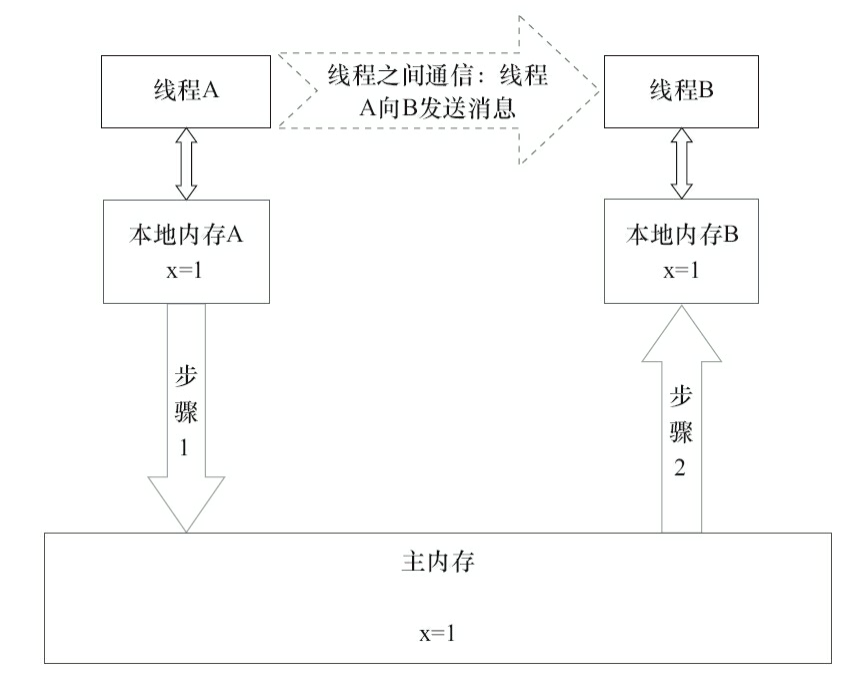 线程A
线程之间通信：线程
A向B发送消息
线程B
本地内存A
x=1
本地内存B
x=1
步
骤
1
步
骤
2
主内存
x=1